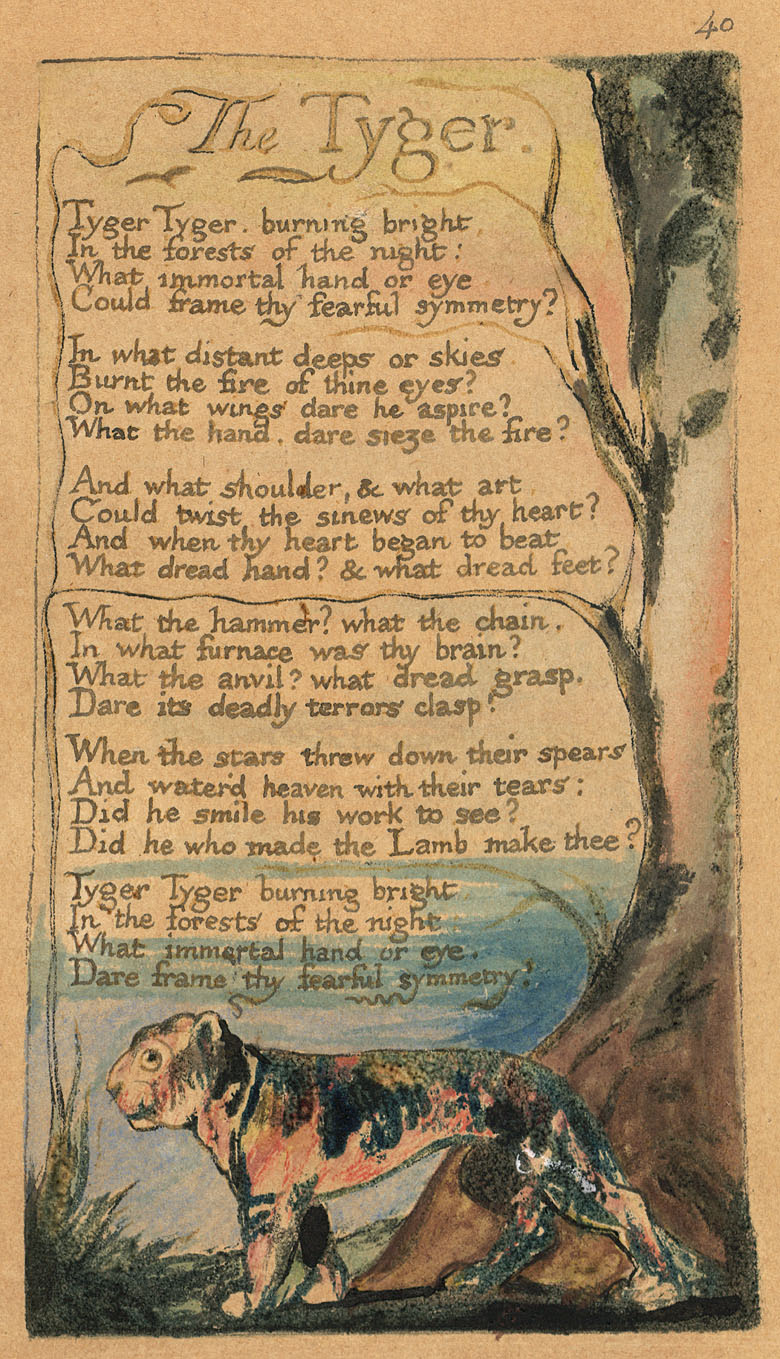 40
The Tyger.
Tyger Tyger. burning bright
In the forests of the night:
What immortal hand or eye
Could frame thy fearful symmetry?
In what distant deeps or skies
Burnt the fire of thine eyes?
On what wings dare he aspire?
What the hand. dare sieze the fire?
And what shoulder, & what art.
Could twist the sinews of thy heart?
And when thy heart began to beat.
What dread hand? & what dread feet?
What the hammer? what the chain.
In what furnace was thy brain?
What the anvil? what dread grasp.
Dare its deadly terrors clasp!
When the stars threw down their spears
And water'd heaven with their tears:
Did he smile his work to see?
Did he who made the Lamb make thee?
Tyger Tyger burning bright.
In the forests of the night.
What immortal hand or eye.
Dare frame thy fearful symmetry!